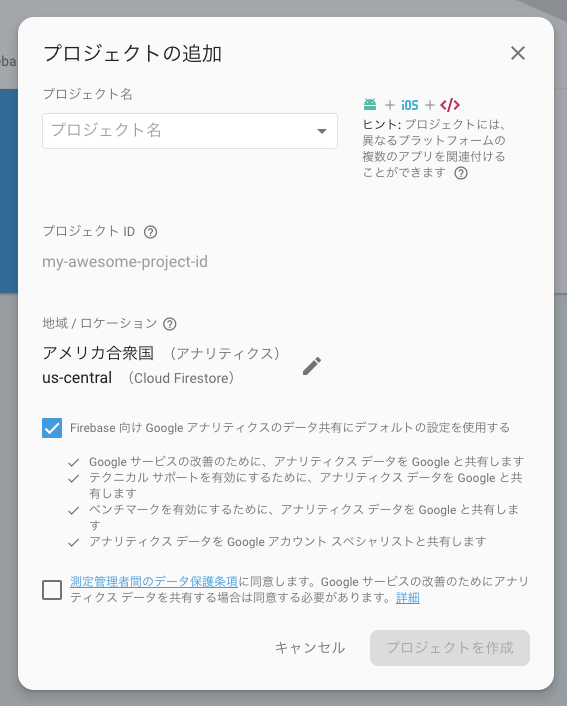 プロジェクトの追加
eba
プロジェクト名
プロジェクト名
+ iOS + </>
ヒント: プロジェクトには、
異なるプラットフォームの
複数のアプリを関連付ける
ことができます
プロジェクト ID
my-awesome-project-id
地域 / ロケーション
アメリカ合衆国 （アナリティクス）
us-central （Cloud Firestore）
Firebase 向け Google アナリティクスのデータ共有にデフォルトの設定を使用する
Google サービスの改善のために、アナリティクス データを Google と共有します
テクニカル サポートを有効にするために、アナリティクス データを Google と共
有します
ベンチマークを有効にするために、アナリティクス データを Google と共有しま
す
アナリティクス データを Google アカウント スペシャリストと共有します
測定管理者間のデータ保護条項に同意します。Google サービスの改善のためにアナリ
ティクス データを共有する場合は同意する必要があります。詳細
キャンセル
プロジェクトを作成